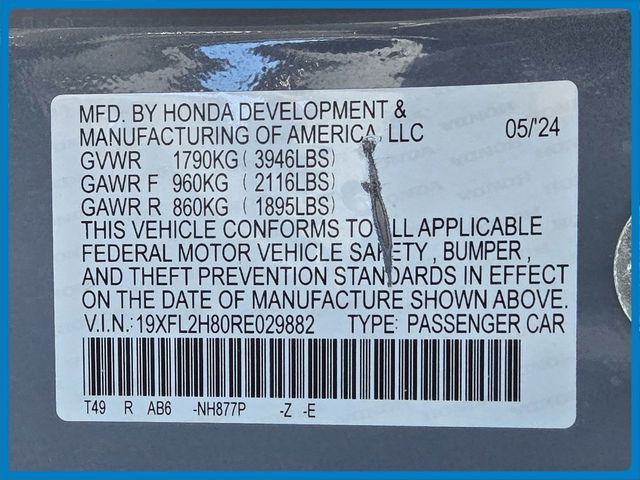 MFD. BY HONDA DEVELOPMENT &
MANUFACTURING OF AMERICA, LLC 05/'24
GVWR 1790KG ( 3946LBS)
GAWR F 960KG ( 2116LBS)
GAWR R 860KG ( 1895LBS)
THIS VEHICLE CONFORMS TO ALL APPLICABLE
FEDERAL MOTOR VEHICLE SAFETY , BUMPER ,
AND THEFT PREVENTION STANDARDS IN EFFECT
ON THE DATE OF MANUFACTURE SHOWN ABOVE.
V.I.N.: 19XFL2H80RE029882 TYPE: PASSENGER CAR
T49 R AB6 -NH877P -Z -E